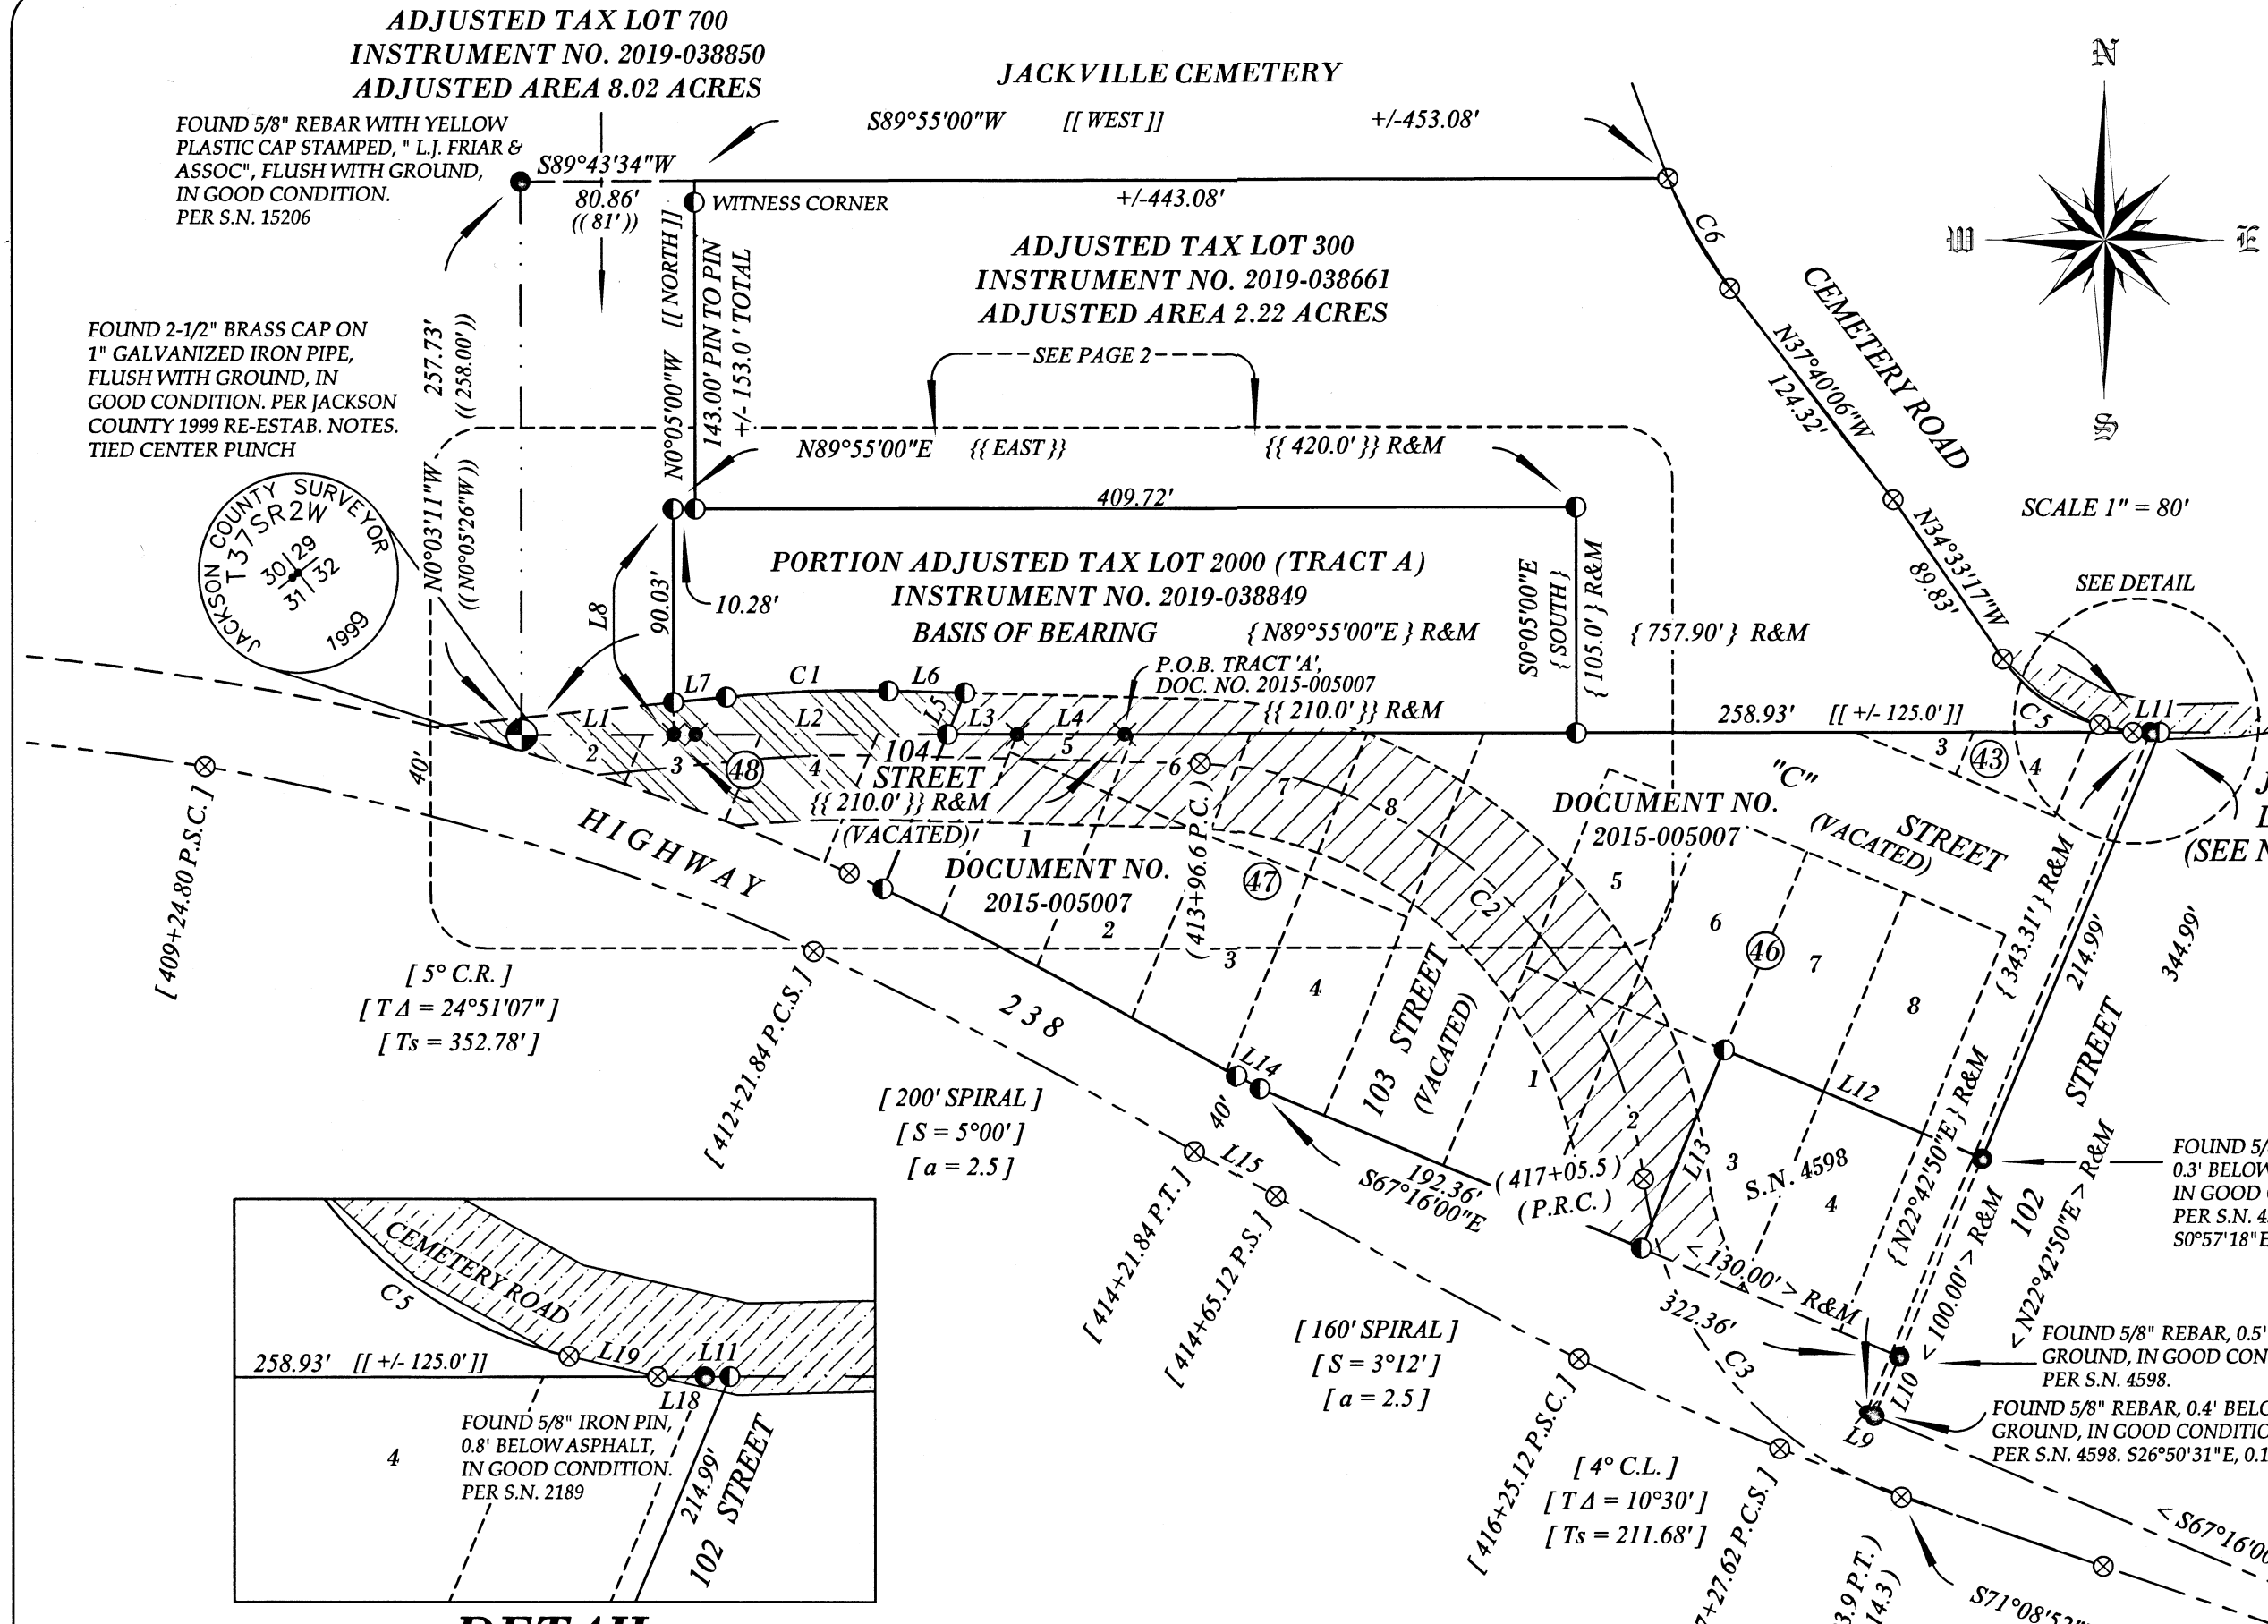 ADJUSTED TAX LOT 700
INSTRUMENT NO. 2019-038850
ADJUSTED AREA 8.02 ACRES
JACKVILLE CEMETERY
FOUND 5/8" REBAR WITH YELLOW
PLASTIC CAP STAMPED, " L.J. FRIAR &
ASSOC", FLUSH WITH GROUND,
IN GOOD CONDITION.
PER S.N. 15206
S89°55'00"W [[ WEST ]] +/-453.08'
S89°43'34"W
80.86'
(( 81' ))
WITNESS CORNER
+/-443.08'
N
W
E
S
C6
CEMETERY ROAD
ADJUSTED TAX LOT 300
INSTRUMENT NO. 2019-038661
ADJUSTED AREA 2.22 ACRES
SEE PAGE 2
N0°05'00"W [[ NORTH ]]
143.00' PIN TO PIN
+/- 153.0 ' TOTAL
257.73'
(( 258.00' ))
N0°03'11"W
(( N0°05'26"W ))
FOUND 2-1/2" BRASS CAP ON
1" GALVANIZED IRON PIPE,
FLUSH WITH GROUND, IN
GOOD CONDITION. PER JACKSON
COUNTY 1999 RE-ESTAB. NOTES.
TIED CENTER PUNCH
JACKSON COUNTY SURVEYOR
T37SR2W
30 29
31 32
1999
N37°40'06"W
124.32'
N89°55'00"E {{ EAST }} {{ 420.0' }} R&M
409.72'
SCALE 1" = 80'
N34°33'17"W
89.83'
SEE DETAIL
L8
90.03'
10.28'
PORTION ADJUSTED TAX LOT 2000 (TRACT A)
INSTRUMENT NO. 2019-038849
BASIS OF BEARING { N89°55'00"E } R&M
{ 757.90' } R&M
S0°05'00"E
{ SOUTH }
{ 105.0' } R&M
P.O.B. TRACT 'A',
DOC. NO. 2015-005007
L7 C1 L6
L5
L1 L2 L3 L4
{{ 210.0' }} R&M
258.93' [[ +/- 125.0' ]]
C5
L11
2 3 48 4
104
STREET
{{ 210.0' }} R&M
(VACATED)
5 6 7 8
3 43 4
40'
HIGHWAY
238
1
DOCUMENT NO.
2015-005007
2
3
4
47
( 413+96.6 P.C. )
C2
"C"
STREET
(VACATED)
DOCUMENT NO.
2015-005007
5
6
46
7
8
{ 343.31' } R&M
214.99'
344.99'
(SEE
[ 409+24.80 P.S.C. ]
[ 5° C.R. ]
[ T Δ = 24°51'07" ]
[ Ts = 352.78' ]
[ 412+21.84 P.C.S. ]
103 STREET
(VACATED)
L14
40'
L12
102 STREET
{ N22°42'50"E } R&M
< N22°42'50"E > R&M
[ 200' SPIRAL ]
[ S = 5°00' ]
[ a = 2.5 ]
L15
192.36'
S67°16'00"E
( 417+05.5 )
( P.R.C. )
1
2
L13
3
S.N. 4598
4
FOUND 5/
0.3' BELOW
IN GOOD
PER S.N. 4
S0°57'18"E
[ 414+21.84 P.T. ]
[ 414+65.12 P.S. ]
< 130.00' > R&M
322.36'
< 100.00' > R&M
C3
FOUND 5/8" REBAR, 0.5'
GROUND, IN GOOD CON
PER S.N. 4598.
L10
L9
FOUND 5/8" REBAR, 0.4' BELO
GROUND, IN GOOD CONDITIO
PER S.N. 4598. S26°50'31"E, 0.1
[ 160' SPIRAL ]
[ S = 3°12' ]
[ a = 2.5 ]
[ 416+25.12 P.S.C. ]
[ 4° C.L. ]
[ T Δ = 10°30' ]
[ Ts = 211.68' ]
7+27.62 P.C.S. ]
3.9 P.T. )
14.3 )
< S67°16'00
S71°08'52"
CEMETERY ROAD
C5
258.93' [[ +/- 125.0' ]]
L19
L11
L18
FOUND 5/8" IRON PIN,
0.8' BELOW ASPHALT,
IN GOOD CONDITION.
PER S.N. 2189
4
214.99'
102 STREET
DETAIL